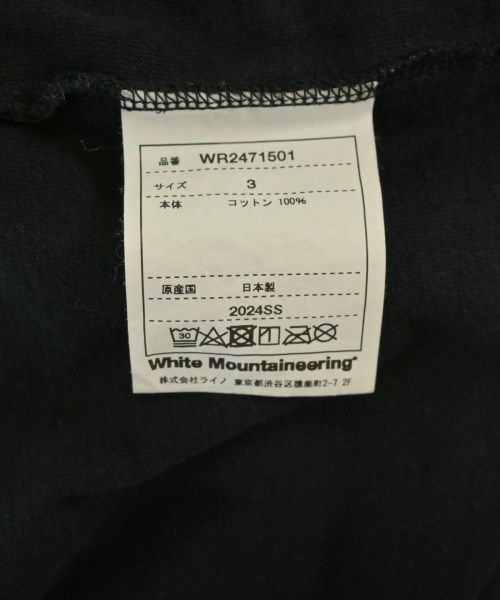 品番 WR2471501
サイズ 3
本体 コットン 100%
原産国 日本製
2024SS
30
White Mountaineering®
株式会社ライノ 東京都渋谷区猿楽町2-7 2F